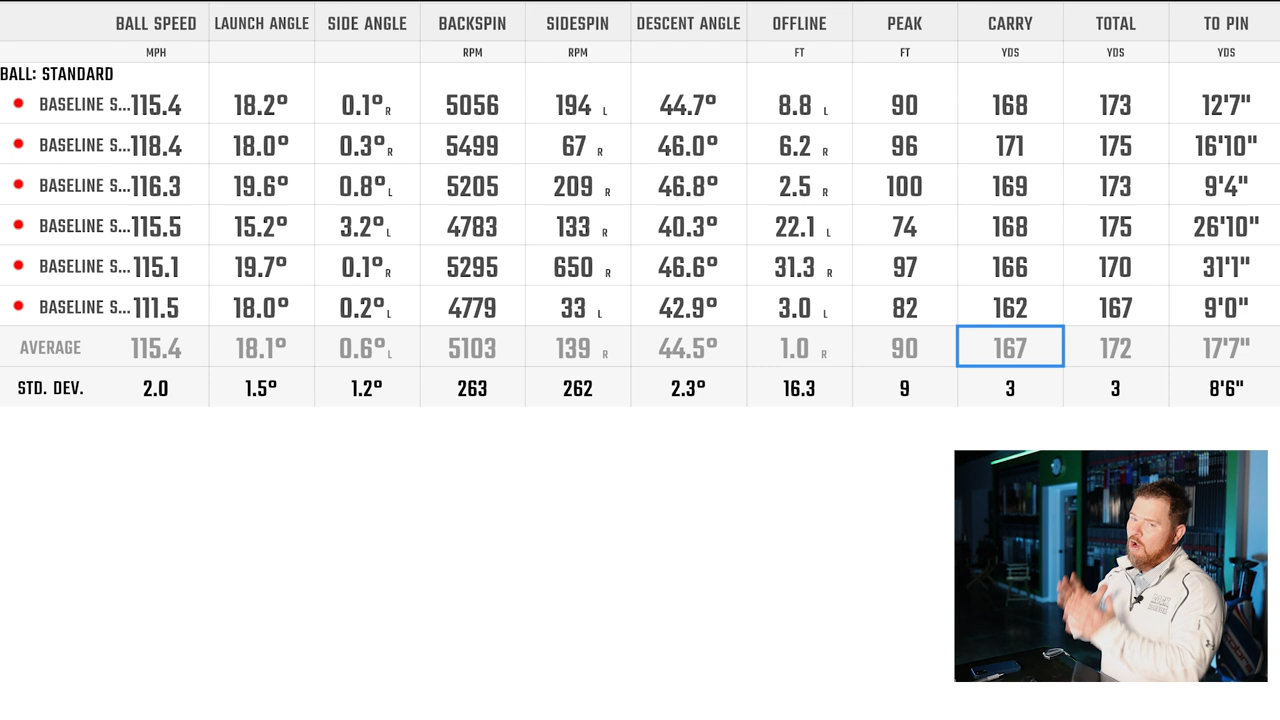 BALL SPEED LAUNCH ANGLE SIDE ANGLE BACKSPIN SIDESPIN DESCENT ANGLE OFFLINE PEAK CARRY TOTAL TO PIN
MPH RPM RPM FT FT YDS YDS YDS
BALL: STANDARD
BASELINE S... 115.4 18.2° 0.1° R 5056 194 L 44.7° 8.8 L 90 168 173 12'7"
BASELINE S... 118.4 18.0° 0.3° R 5499 67 R 46.0° 6.2 R 96 171 175 16'10"
BASELINE S... 116.3 19.6° 0.8° L 5205 209 R 46.8° 2.5 R 100 169 173 9'4"
BASELINE S... 115.5 15.2° 3.2° L 4783 133 R 40.3° 22.1 L 74 168 175 26'10"
BASELINE S... 115.1 19.7° 0.1° R 5295 650 R 46.6° 31.3 R 97 166 170 31'1"
BASELINE S... 111.5 18.0° 0.2° L 4779 33 L 42.9° 3.0 L 82 162 167 9'0"
AVERAGE 115.4 18.1° 0.6° L 5103 139 R 44.5° 1.0 R 90 167 172 17'7"
STD. DEV. 2.0 1.5° 1.2° 263 262 2.3° 16.3 9 3 3 8'6"